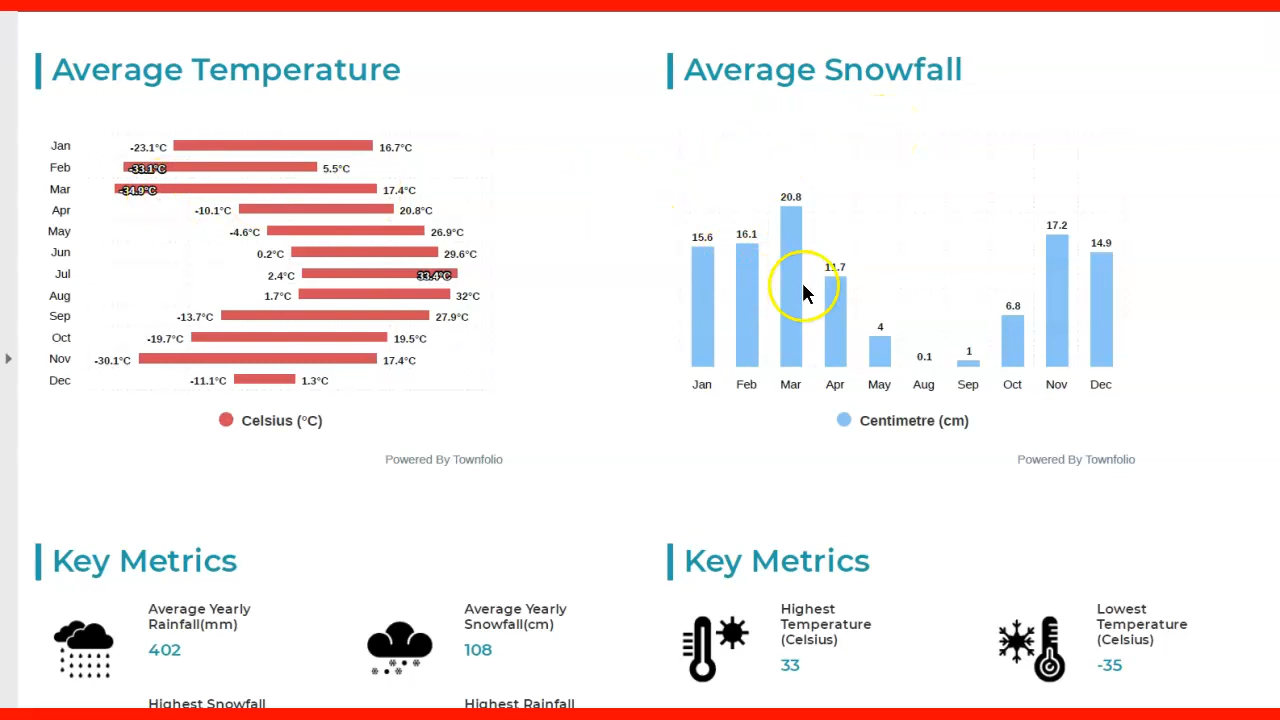 Average Temperature
Jan -23.1°C 16.7°C
Feb -33.1°C 5.5°C
Mar -34.9°C 17.4°C
Apr -10.1°C 20.8°C
May -4.6°C 26.9°C
Jun 0.2°C 29.6°C
Jul 2.4°C 33.4°C
Aug 1.7°C 32°C
Sep -13.7°C 27.9°C
Oct -19.7°C 19.5°C
Nov -30.1°C 17.4°C
Dec -11.1°C 1.3°C
Celsius (°C)
Powered By Townfolio
Average Snowfall
15.6 16.1 20.8 11.7 4 0.1 1 6.8 17.2 14.9
Jan Feb Mar Apr May Aug Sep Oct Nov Dec
Centimetre (cm)
Powered By Townfolio
Key Metrics
Average Yearly
Rainfall(mm)
402
Average Yearly
Snowfall(cm)
108
Highest Snowfall
Highest Rainfall
Key Metrics
Highest
Temperature
(Celsius)
33
Lowest
Temperature
(Celsius)
-35